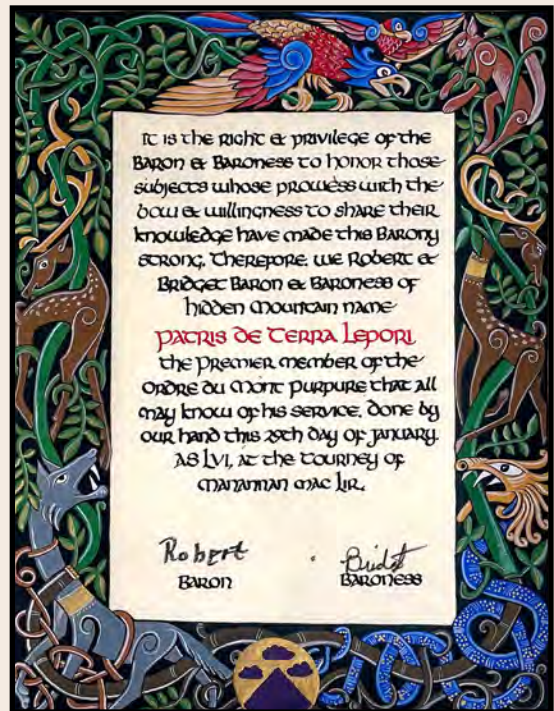 It is the Right & privilege of the
Baron & Baroness to honor those
subjects whose prowess with the
bow & willingness to share their
knowledge have made this Barony
strong. Therefore, we Robert &
Bridget Baron & Baroness of
hidden Mountain name
Patris de Terra Lepori
the Premier member of the
Ordre du Mont Purpure that all
may know of his service. Done by
our hand this 29th day of January.
AS LVI, at the Tourney of
Manannan Mac Lir.
Robert
Baron
Bridget
Baroness